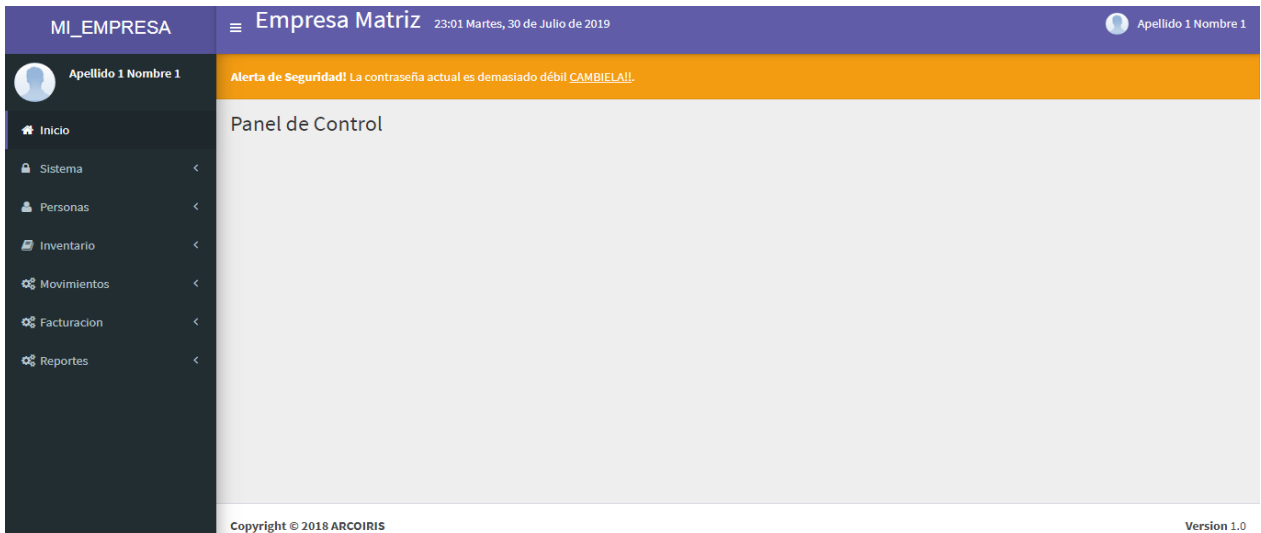 MI_EMPRESA
Empresa Matriz 23:01 Martes, 30 de Julio de 2019
Apellido 1 Nombre 1
Apellido 1 Nombre 1
Alerta de Seguridad! La contraseña actual es demasiado débil CAMBIELA!!.
Inicio
Sistema
Personas
Inventario
Movimientos
Facturacion
Reportes
Panel de Control
Copyright © 2018 ARCOIRIS
Version 1.0